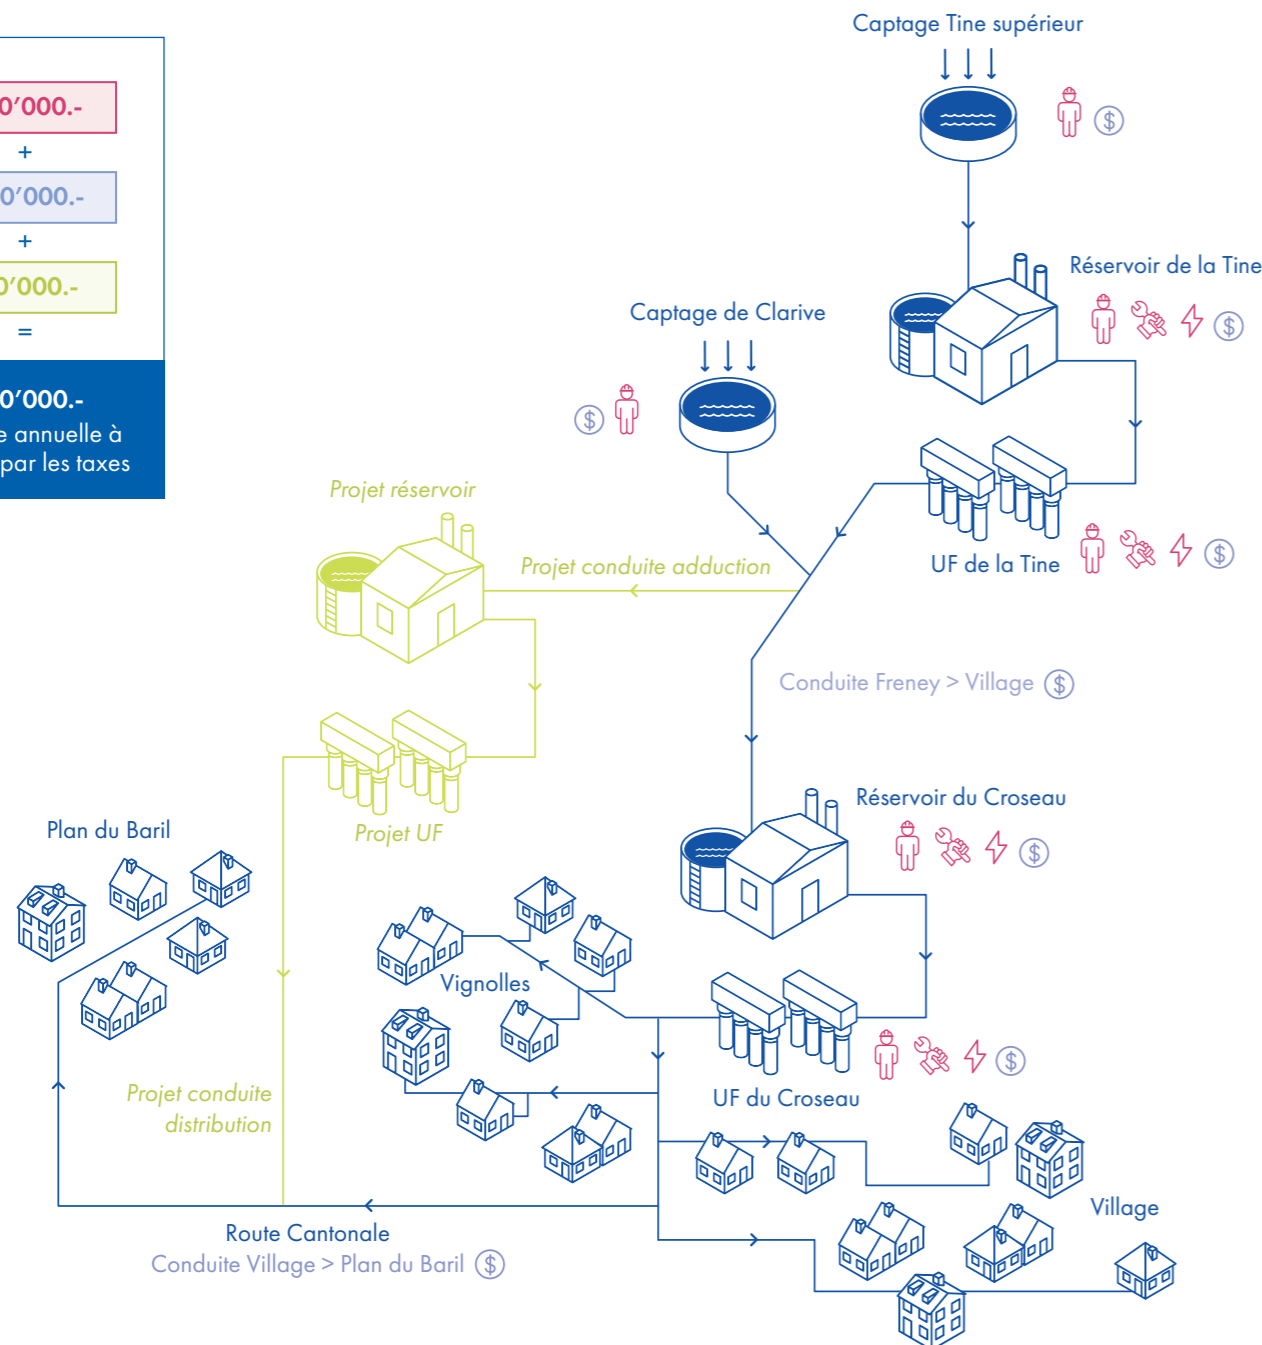 Captage Tine supérieur
0'000.-
+
0'000.-
+
0'000.-
=
0'000.-
annuelle à
par les taxes
Réservoir de la Tine
Captage de Clarive
Projet réservoir
Projet conduite adduction
UF de la Tine
Conduite Freney > Village $
Réservoir du Croseau
Projet UF
Plan du Baril
Vignolles
Projet conduite
distribution
UF du Croseau
Village
Route Cantonale
Conduite Village > Plan du Baril $